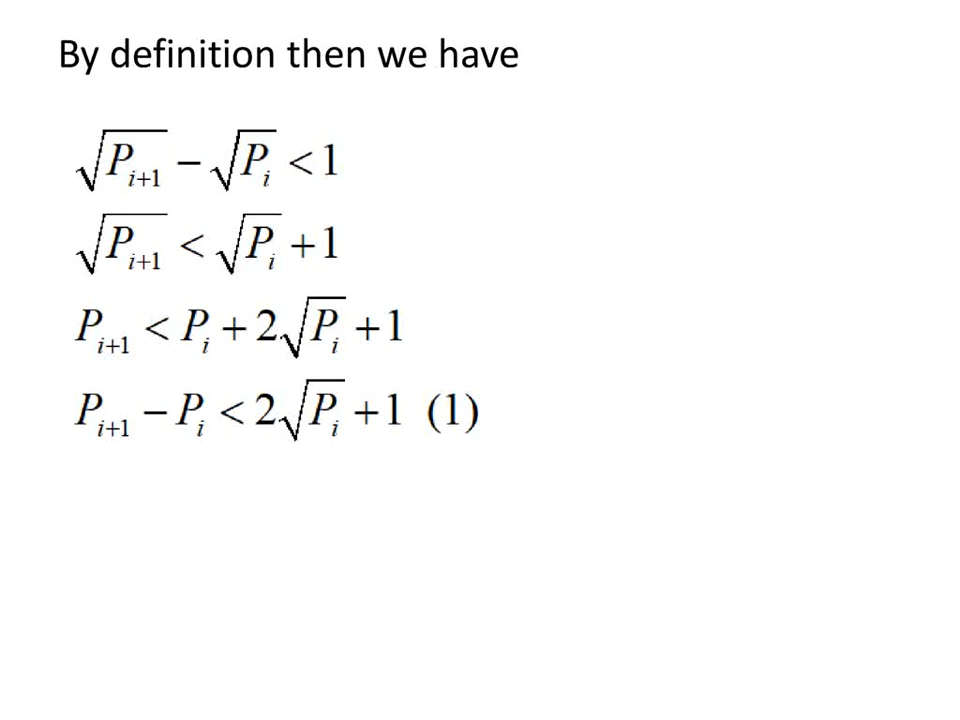 By definition then we have
√P_{i+1} − √P_i < 1
√P_{i+1} < √P_i + 1
P_{i+1} < P_i + 2√P_i + 1
P_{i+1} − P_i < 2√P_i + 1 (1)